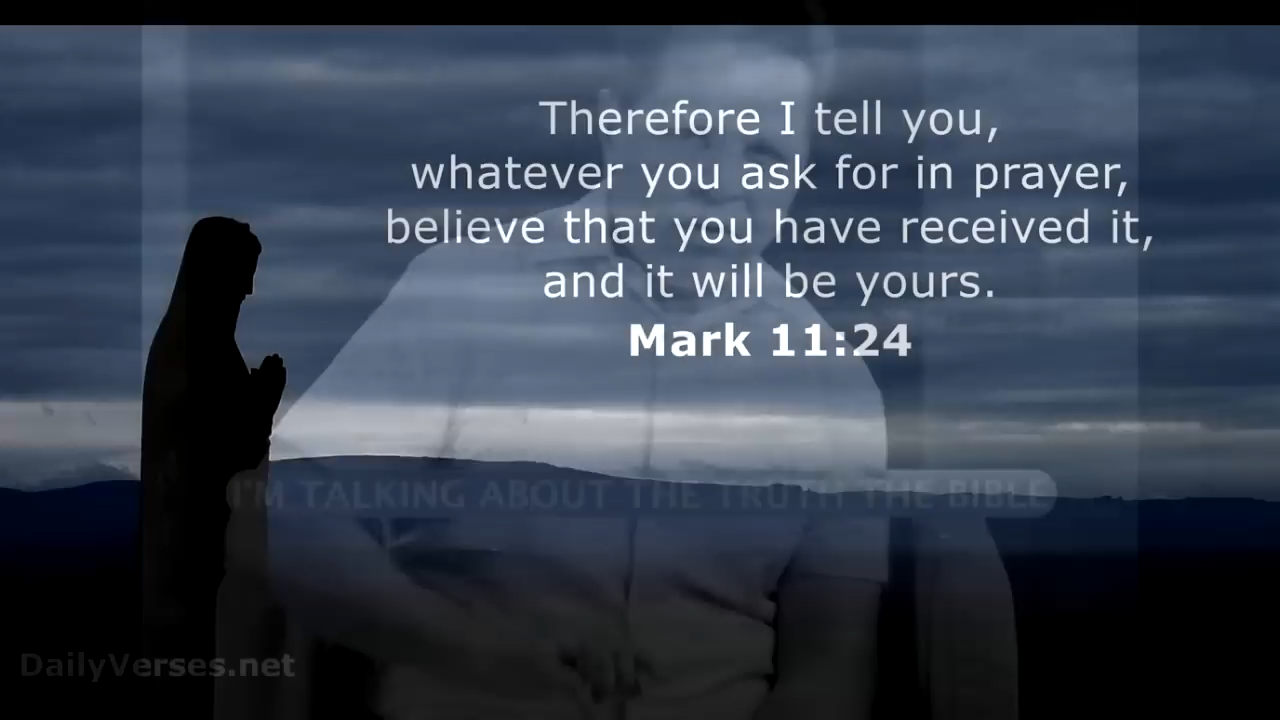 Therefore I tell you,
whatever you ask for in prayer,
believe that you have received it,
and it will be yours.
Mark 11:24
I'M TALKING ABOUT THE TRUTH THE BIBLE
DailyVerses.net